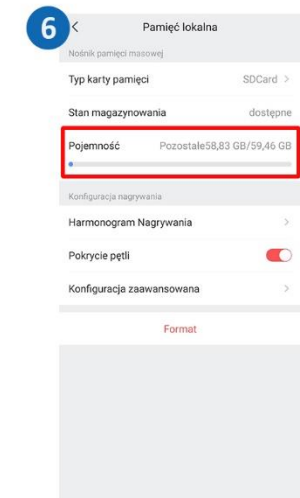 6
Pamięć lokalna
Nośnik pamięci masowej
Typ karty pamięci SDCard
Stan magazynowania dostępne
Pojemność Pozostałe58,83 GB/59,46 GB
Konfiguracja nagrywania
Harmonogram Nagrywania
Pokrycie pętli
Konfiguracja zaawansowana
Format